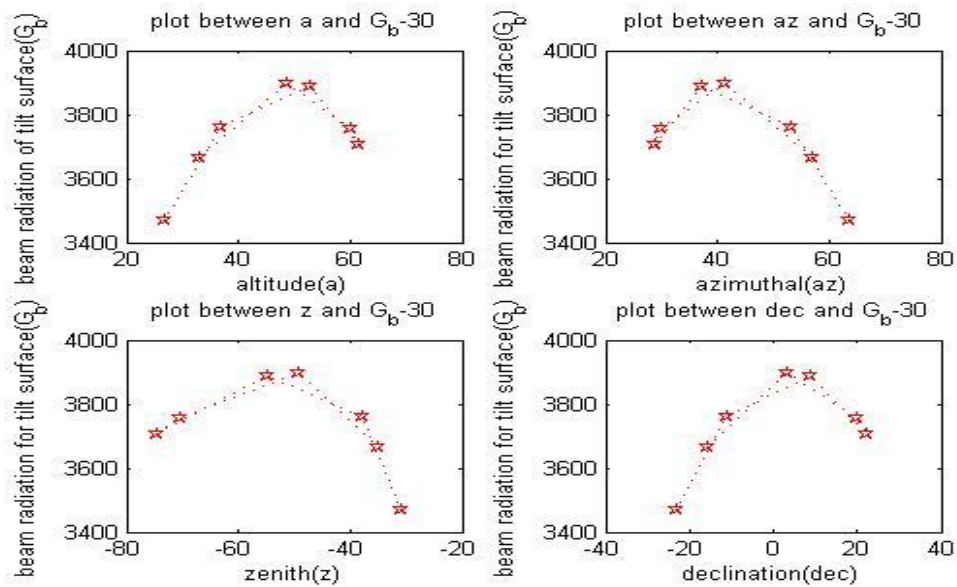 plot between a and G_b-30
beam radiation of tilt surface(G_b)
4000
3800
3600
3400
20 40 60 80
altitude(a)
plot between az and G_b-30
beam radiation for tilt surface(G_b)
4000
3800
3600
3400
20 40 60 80
azimuthal(az)
plot between z and G_b-30
beam radiation for tilt surface(G_b)
4000
3800
3600
3400
-80 -60 -40 -20
zenith(z)
plot between dec and G_b-30
beam radiation for tilt surface(G_b)
4000
3800
3600
3400
-40 -20 0 20 40
declination(dec)